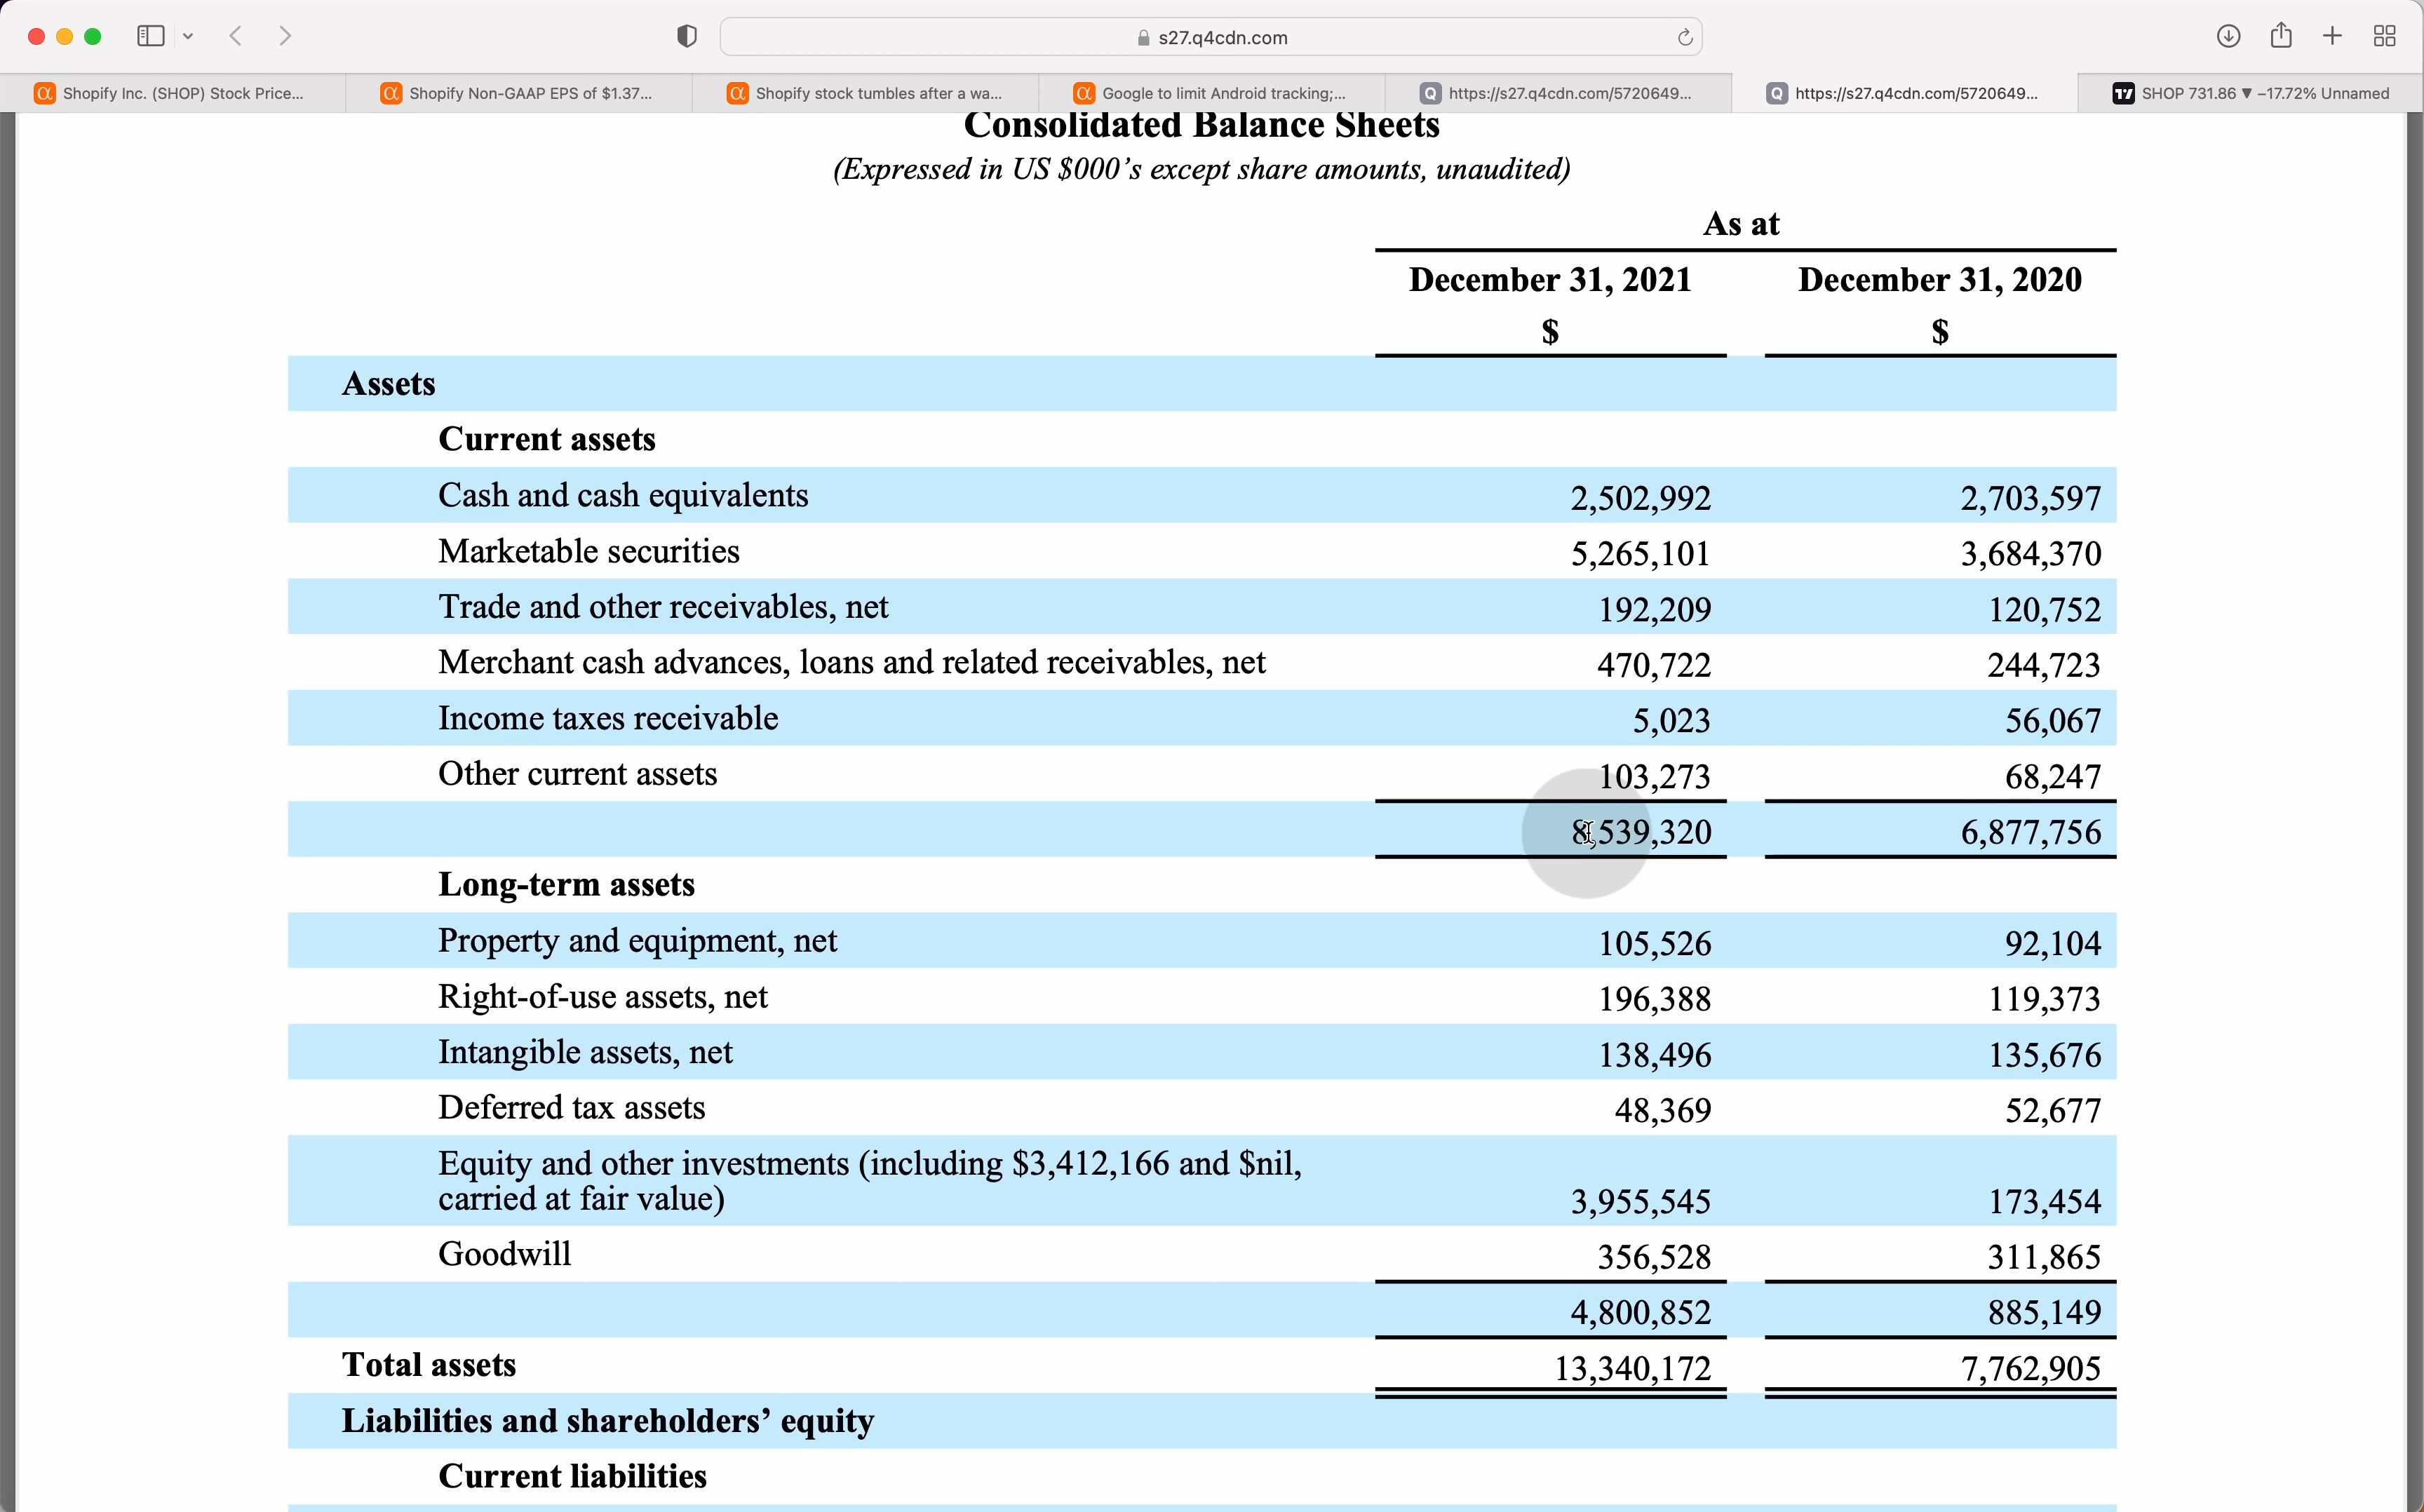 s27.q4cdn.com
Shopify Inc. (SHOP) Stock Price...
Shopify Non-GAAP EPS of $1.37...
Shopify stock tumbles after a wa...
Google to limit Android tracking;...
Q https://s27.q4cdn.com/5720649...
Q https://s27.q4cdn.com/5720649...
SHOP 731.86 ▼ −17.72% Unnamed
Consolidated Balance Sheets
(Expressed in US $000’s except share amounts, unaudited)
As at
December 31, 2021 December 31, 2020
$ $
Assets
Current assets
Cash and cash equivalents 2,502,992 2,703,597
Marketable securities 5,265,101 3,684,370
Trade and other receivables, net 192,209 120,752
Merchant cash advances, loans and related receivables, net 470,722 244,723
Income taxes receivable 5,023 56,067
Other current assets 103,273 68,247
8,539,320 6,877,756
Long-term assets
Property and equipment, net 105,526 92,104
Right-of-use assets, net 196,388 119,373
Intangible assets, net 138,496 135,676
Deferred tax assets 48,369 52,677
Equity and other investments (including $3,412,166 and $nil,
carried at fair value) 3,955,545 173,454
Goodwill 356,528 311,865
4,800,852 885,149
Total assets 13,340,172 7,762,905
Liabilities and shareholders’ equity
Current liabilities